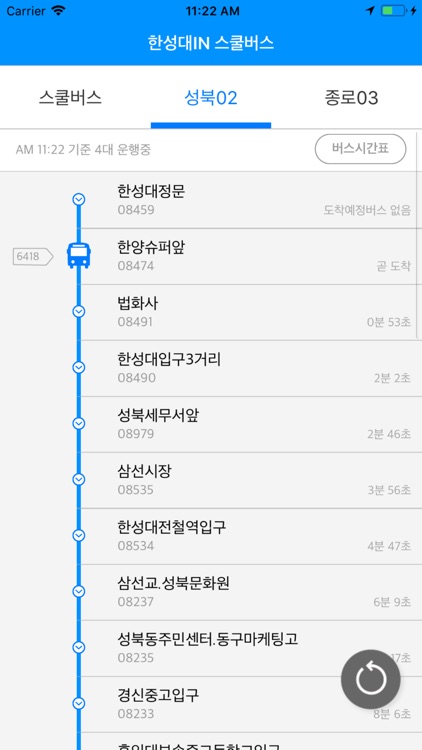 Carrier 11:22 AM
한성대IN 스쿨버스
스쿨버스 성북02 종로03
AM 11:22 기준 4대 운행중 버스시간표
한성대정문
08459 도착예정버스 없음
6418 한양슈퍼앞
08474 곧 도착
법화사
08491 0분 53초
한성대입구3거리
08490 2분 2초
성북세무서앞
08979 2분 46초
삼선시장
08535 3분 56초
한성대전철역입구
08534 4분 47초
삼선교.성북문화원
08237 6분 9초
성북동주민센터.동구마케팅고
08235
경신중고입구
08233 8분 6초